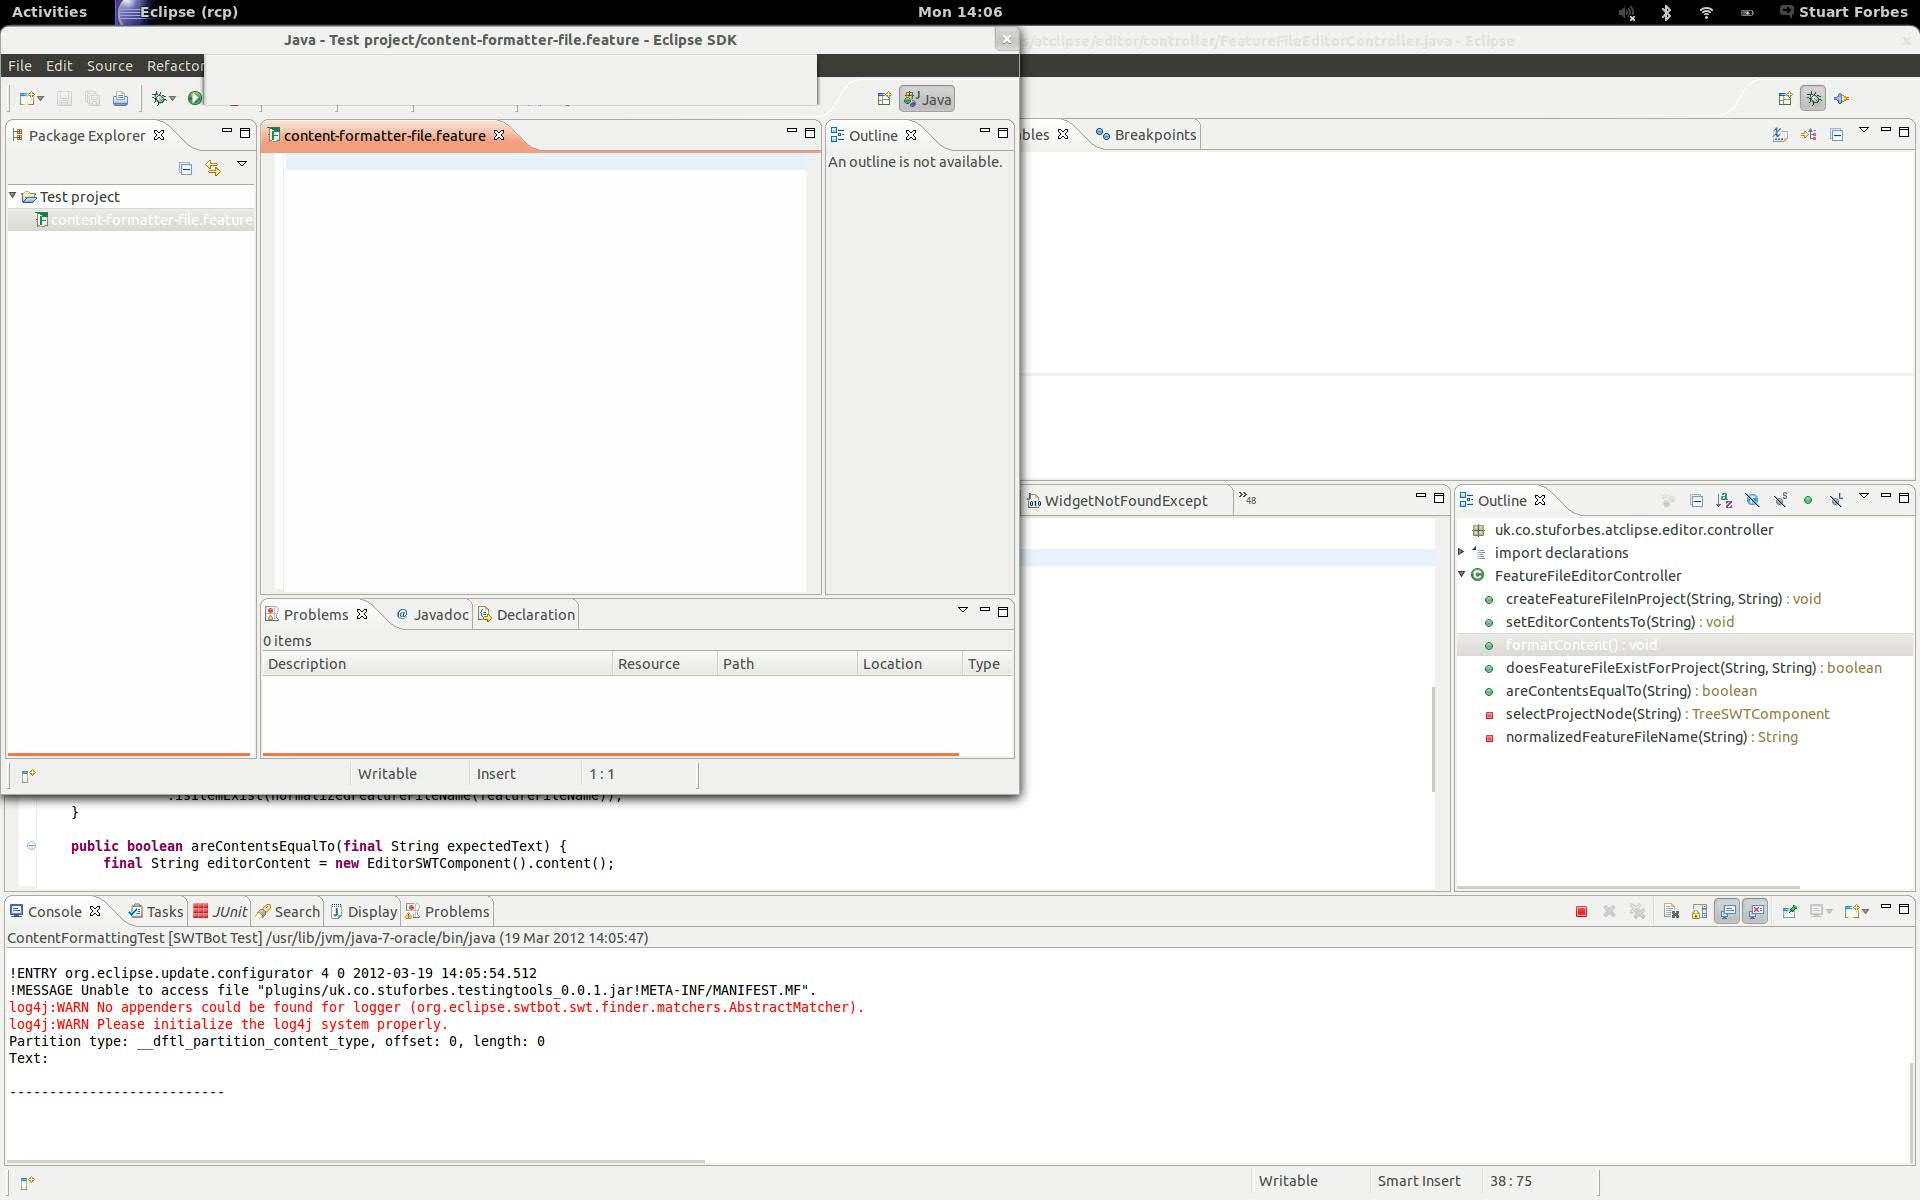 Activities
Eclipse (rcp)
Mon 14:06
Stuart Forbes
Java - Test project/content-formatter-file.feature - Eclipse SDK
s/atclipse/editor/controller/FeatureFileEditorController.java - Eclipse
File Edit Source Refactor
Java
Package Explorer
content-formatter-file.feature
Outline
bles
Breakpoints
An outline is not available.
Test project
content-formatter-file.feature
WidgetNotFoundExcept
»48
Outline
uk.co.stuforbes.atclipse.editor.controller
import declarations
FeatureFileEditorController
createFeatureFileInProject(String, String) : void
setEditorContentsTo(String) : void
formatContent() : void
doesFeatureFileExistForProject(String, String) : boolean
areContentsEqualTo(String) : boolean
selectProjectNode(String) : TreeSWTComponent
normalizedFeatureFileName(String) : String
Problems
Javadoc
Declaration
0 items
Description Resource Path Location Type
Writable Insert 1 : 1
.isItemExist(normalizedFeatureFileName(featureFileName));
}
public boolean areContentsEqualTo(final String expectedText) {
final String editorContent = new EditorSWTComponent().content();
Console
Tasks
JUnit
Search
Display
Problems
ContentFormattingTest [SWTBot Test] /usr/lib/jvm/java-7-oracle/bin/java (19 Mar 2012 14:05:47)
!ENTRY org.eclipse.update.configurator 4 0 2012-03-19 14:05:54.512
!MESSAGE Unable to access file "plugins/uk.co.stuforbes.testingtools_0.0.1.jar!META-INF/MANIFEST.MF".
log4j:WARN No appenders could be found for logger (org.eclipse.swtbot.swt.finder.matchers.AbstractMatcher).
log4j:WARN Please initialize the log4j system properly.
Partition type: __dftl_partition_content_type, offset: 0, length: 0
Text:
---------------------------
Writable Smart Insert 38 : 75